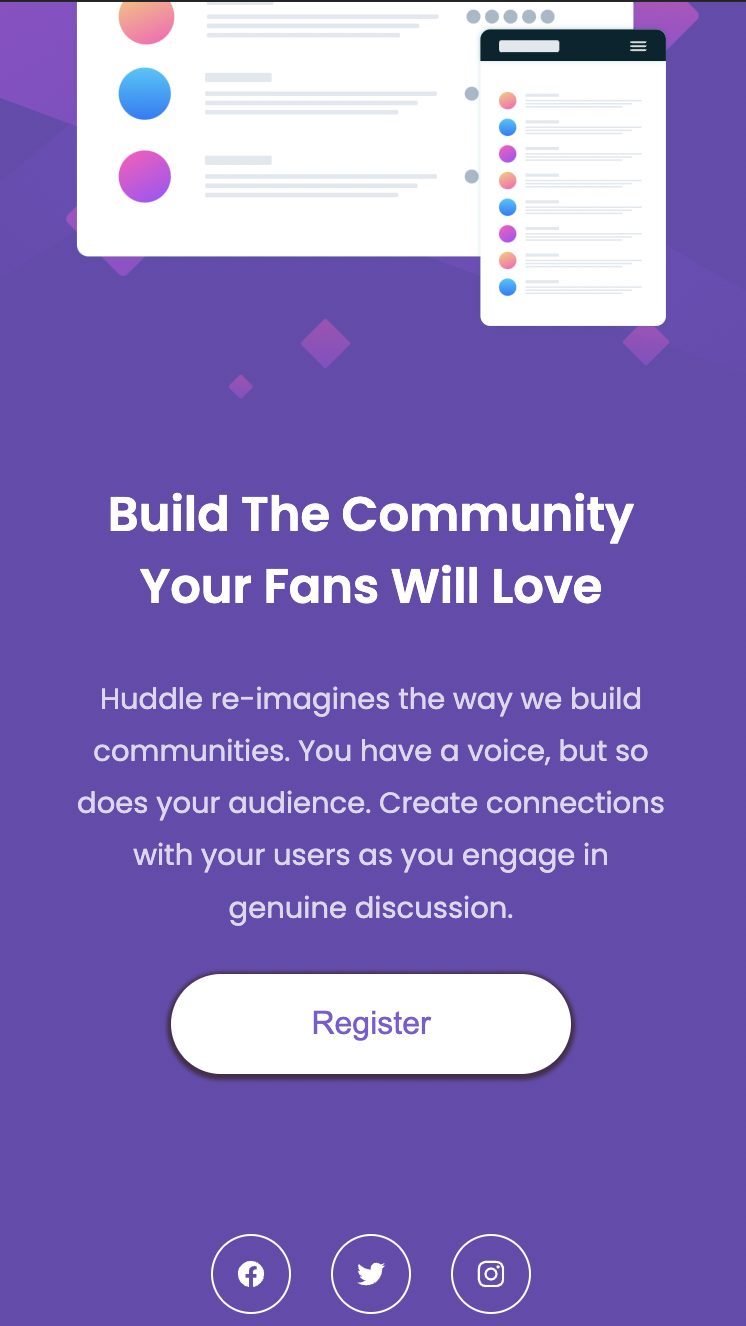 Build The Community
Your Fans Will Love
Huddle re-imagines the way we build
communities. You have a voice, but so
does your audience. Create connections
with your users as you engage in
genuine discussion.
Register